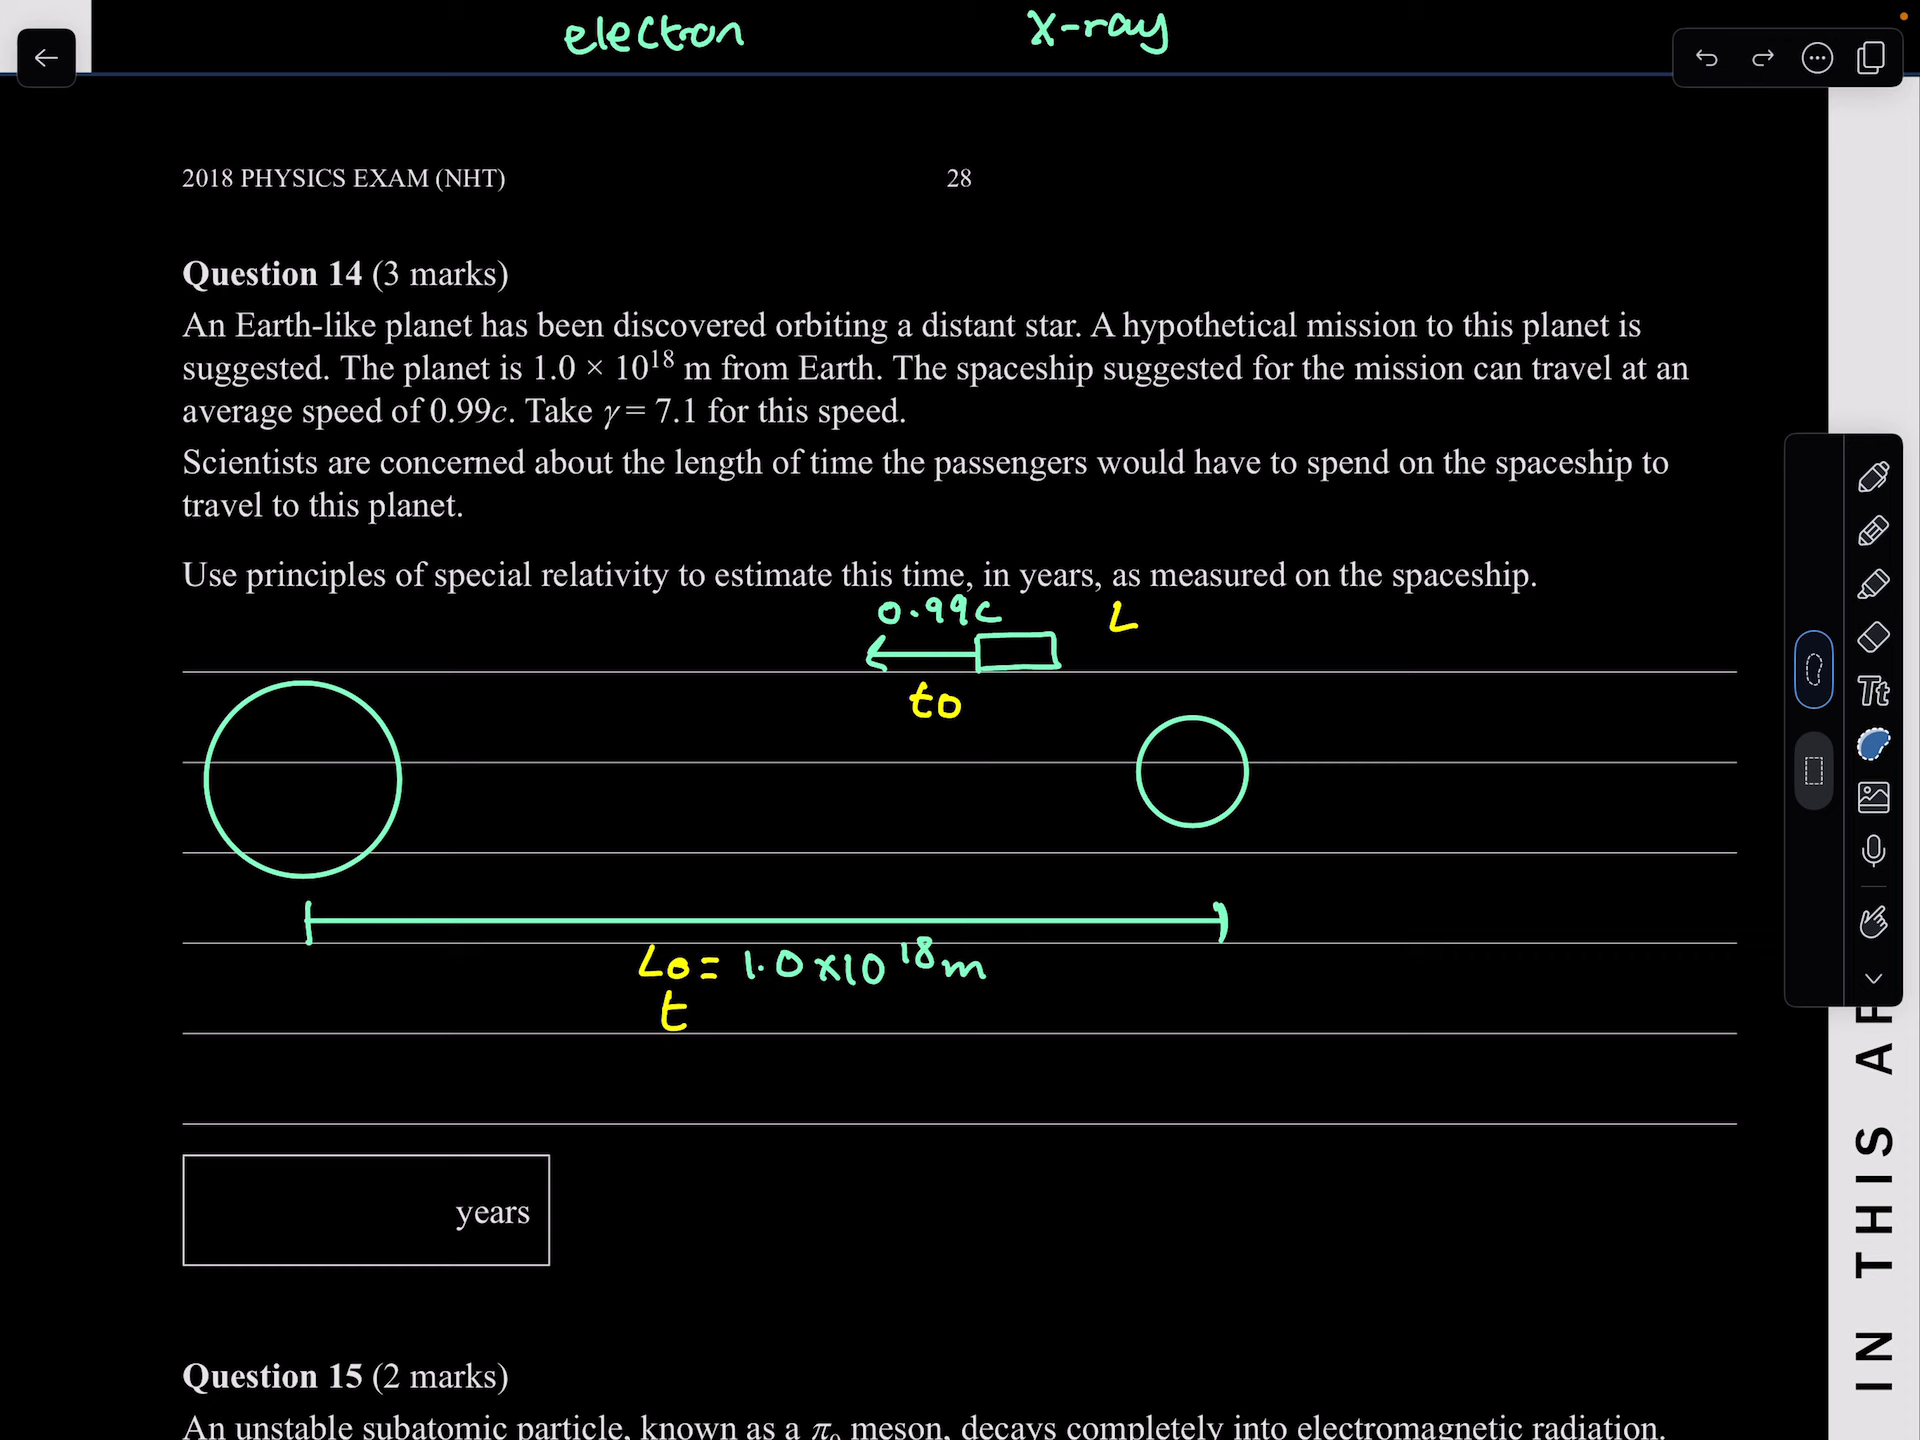 electron x-ray
2018 PHYSICS EXAM (NHT) 28
Question 14 (3 marks)
An Earth-like planet has been discovered orbiting a distant star. A hypothetical mission to this planet is
suggested. The planet is 1.0 × 10¹⁸ m from Earth. The spaceship suggested for the mission can travel at an
average speed of 0.99c. Take γ = 7.1 for this speed.
Scientists are concerned about the length of time the passengers would have to spend on the spaceship to
travel to this planet.
Use principles of special relativity to estimate this time, in years, as measured on the spaceship.
0.99c L
to
Lo = 1.0 x10¹⁸m
t
years
Question 15 (2 marks)
An unstable subatomic particle, known as a π₀ meson, decays completely into electromagnetic radiation.
Tt
IN THIS AR